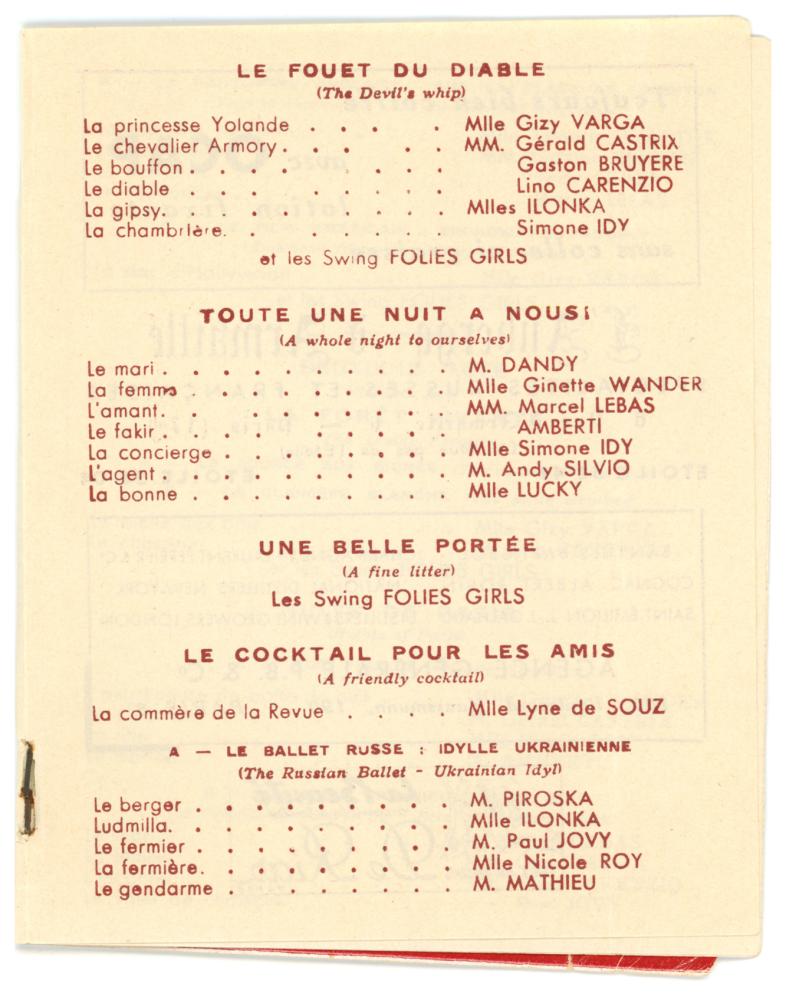 LE FOUET DU DIABLE
(The Devil's whip)
La princesse Yolande . . . . Mlle Gizy VARGA
Le chevalier Armory . . . . . MM. Gérald CASTRIX
Le bouffon . . . . . . . Gaston BRUYERE
Le diable . . . . . . . Lino CARENZIO
La gipsy. . . . . . . . Mlles ILONKA
La chambrière. . . . . . . Simone IDY
et les Swing FOLIES GIRLS
TOUTE UNE NUIT A NOUS!
(A whole night to ourselves)
Le mari . . . . . . . . . . M. DANDY
La femme . . . . . . . . . Mlle Ginette WANDER
L'amant. . . . . . . . . . MM. Marcel LEBAS
Le fakir . . . . . . . . . . AMBERTI
La concierge . . . . . . . . Mlle Simone IDY
L'agent . . . . . . . . . . M. Andy SILVIO
La bonne . . . . . . . . . Mlle LUCKY
UNE BELLE PORTÉE
(A fine litter)
Les Swing FOLIES GIRLS
LE COCKTAIL POUR LES AMIS
(A friendly cocktail)
La commère de la Revue . . . . Mlle Lyne de SOUZ
A — LE BALLET RUSSE : IDYLLE UKRAINIENNE
(The Russian Ballet - Ukrainian Idyl)
Le berger . . . . . . . . . M. PIROSKA
Ludmilla. . . . . . . . . . Mlle ILONKA
Le fermier . . . . . . . . . M. Paul JOVY
La fermière. . . . . . . . . Mlle Nicole ROY
Le gendarme . . . . . . . . M. MATHIEU